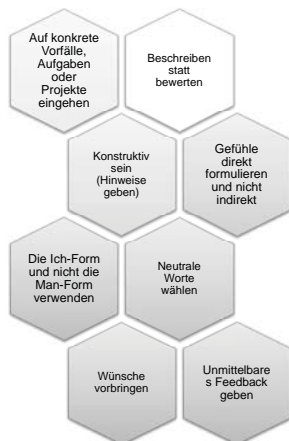 Auf konkrete
Vorfälle,
Aufgaben
oder
Projekte
eingehen
Beschreiben
statt
bewerten
Konstruktiv
sein
(Hinweise
geben)
Gefühle
direkt
formulieren
und nicht
indirekt
Die Ich-Form
und nicht die
Man-Form
verwenden
Neutrale
Worte
wählen
Wünsche
vorbringen
Unmittelbare
s Feedback
geben